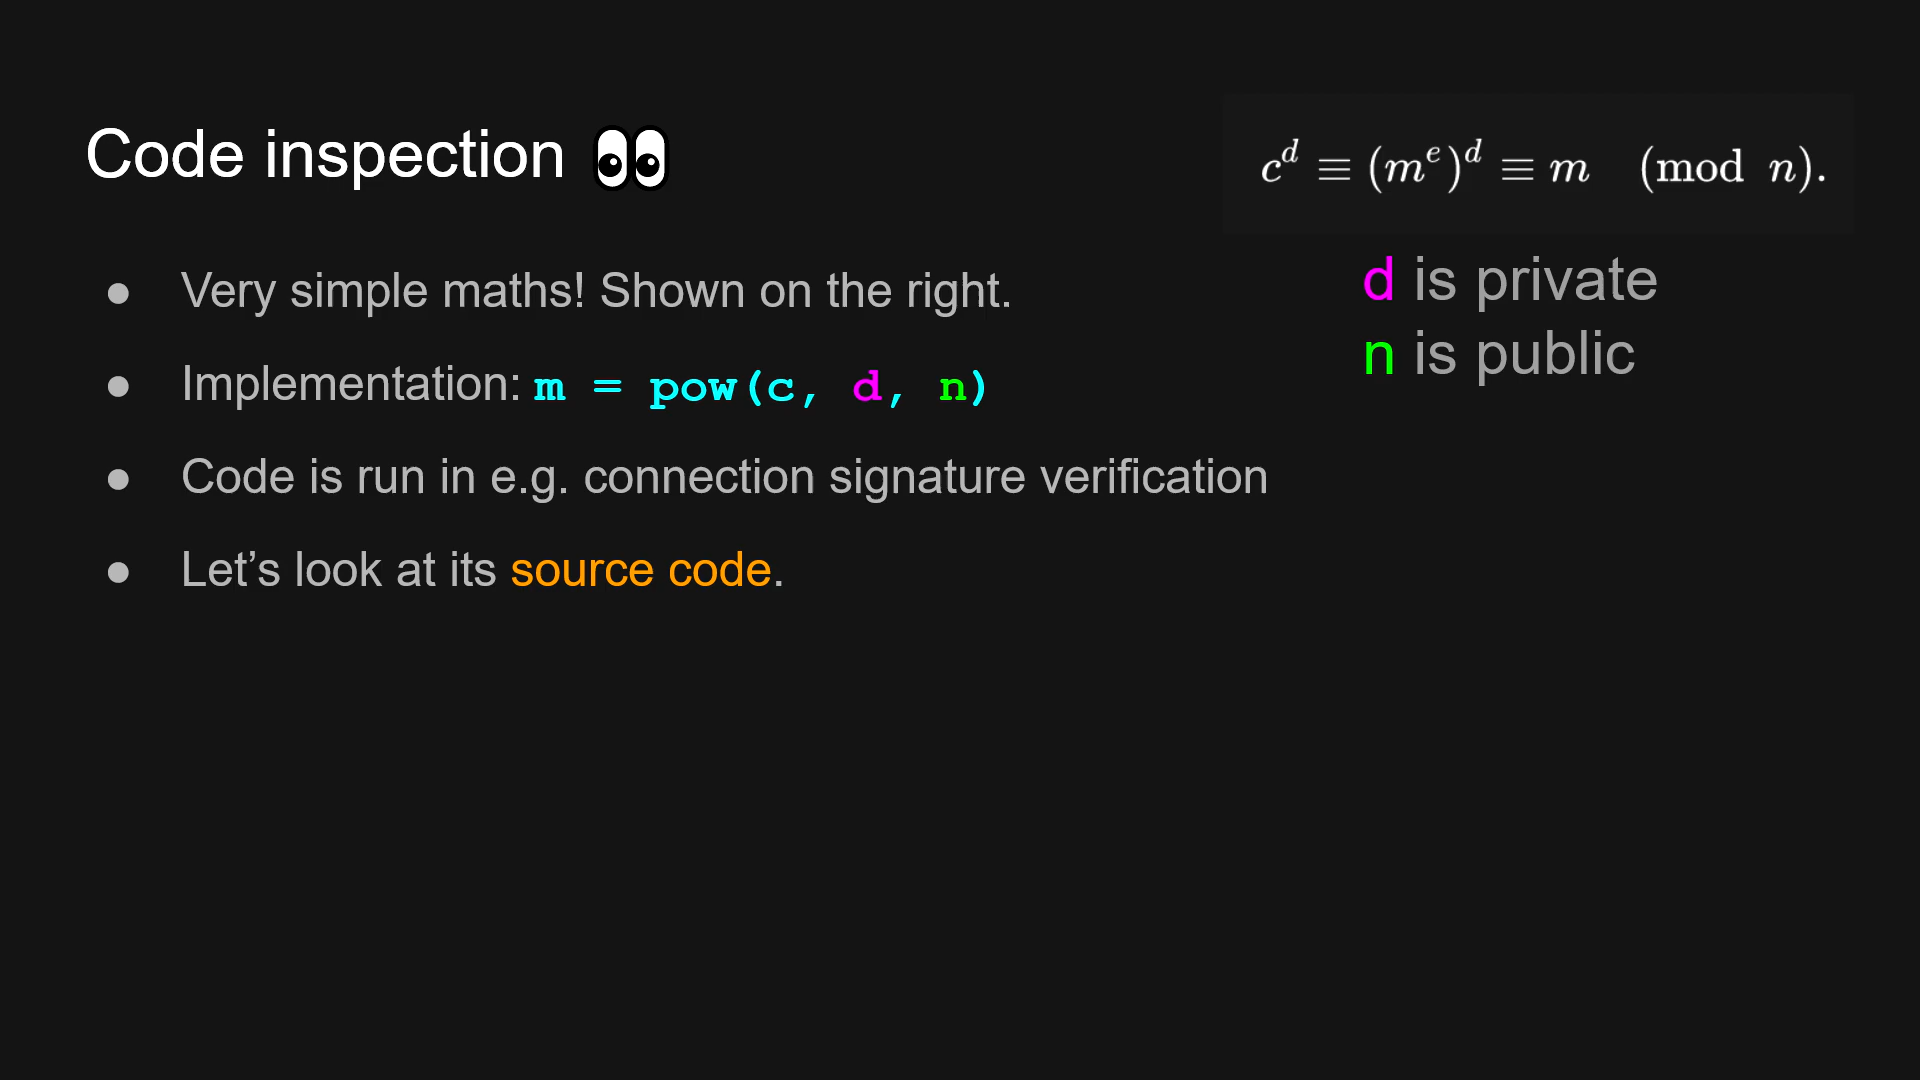 Code inspection 👀
c^d ≡ (m^e)^d ≡ m (mod n).
d is private
n is public
● Very simple maths! Shown on the right.
● Implementation: m = pow(c, d, n)
● Code is run in e.g. connection signature verification
● Let’s look at its source code.